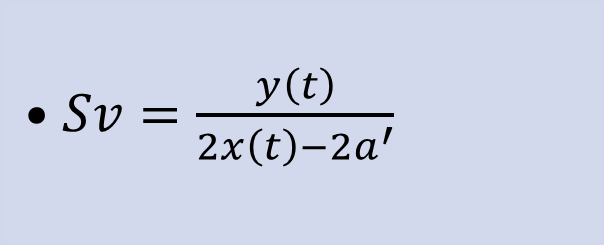 • Sv = y(t) / 2x(t)−2a′